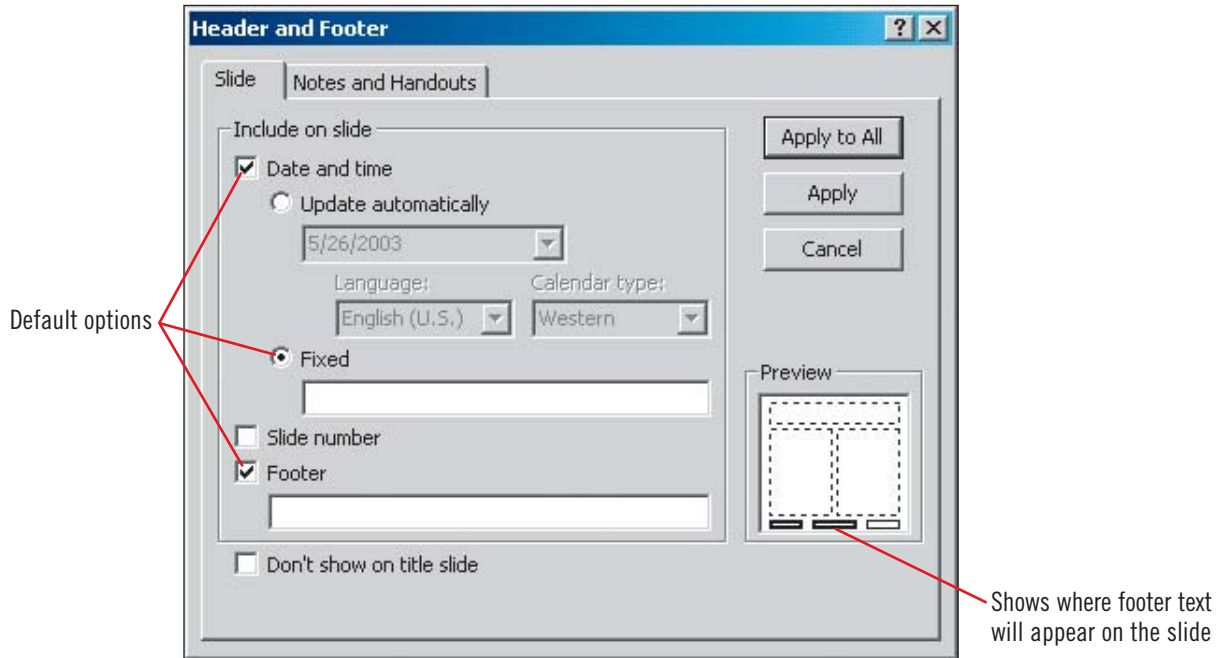 Header and Footer
Slide
Notes and Handouts
Include on slide
Date and time
Update automatically
5/26/2003
Language:
Calendar type:
English (U.S.)
Western
Fixed
Slide number
Footer
Don't show on title slide
Apply to All
Apply
Cancel
Preview
Default options
Shows where footer text
will appear on the slide